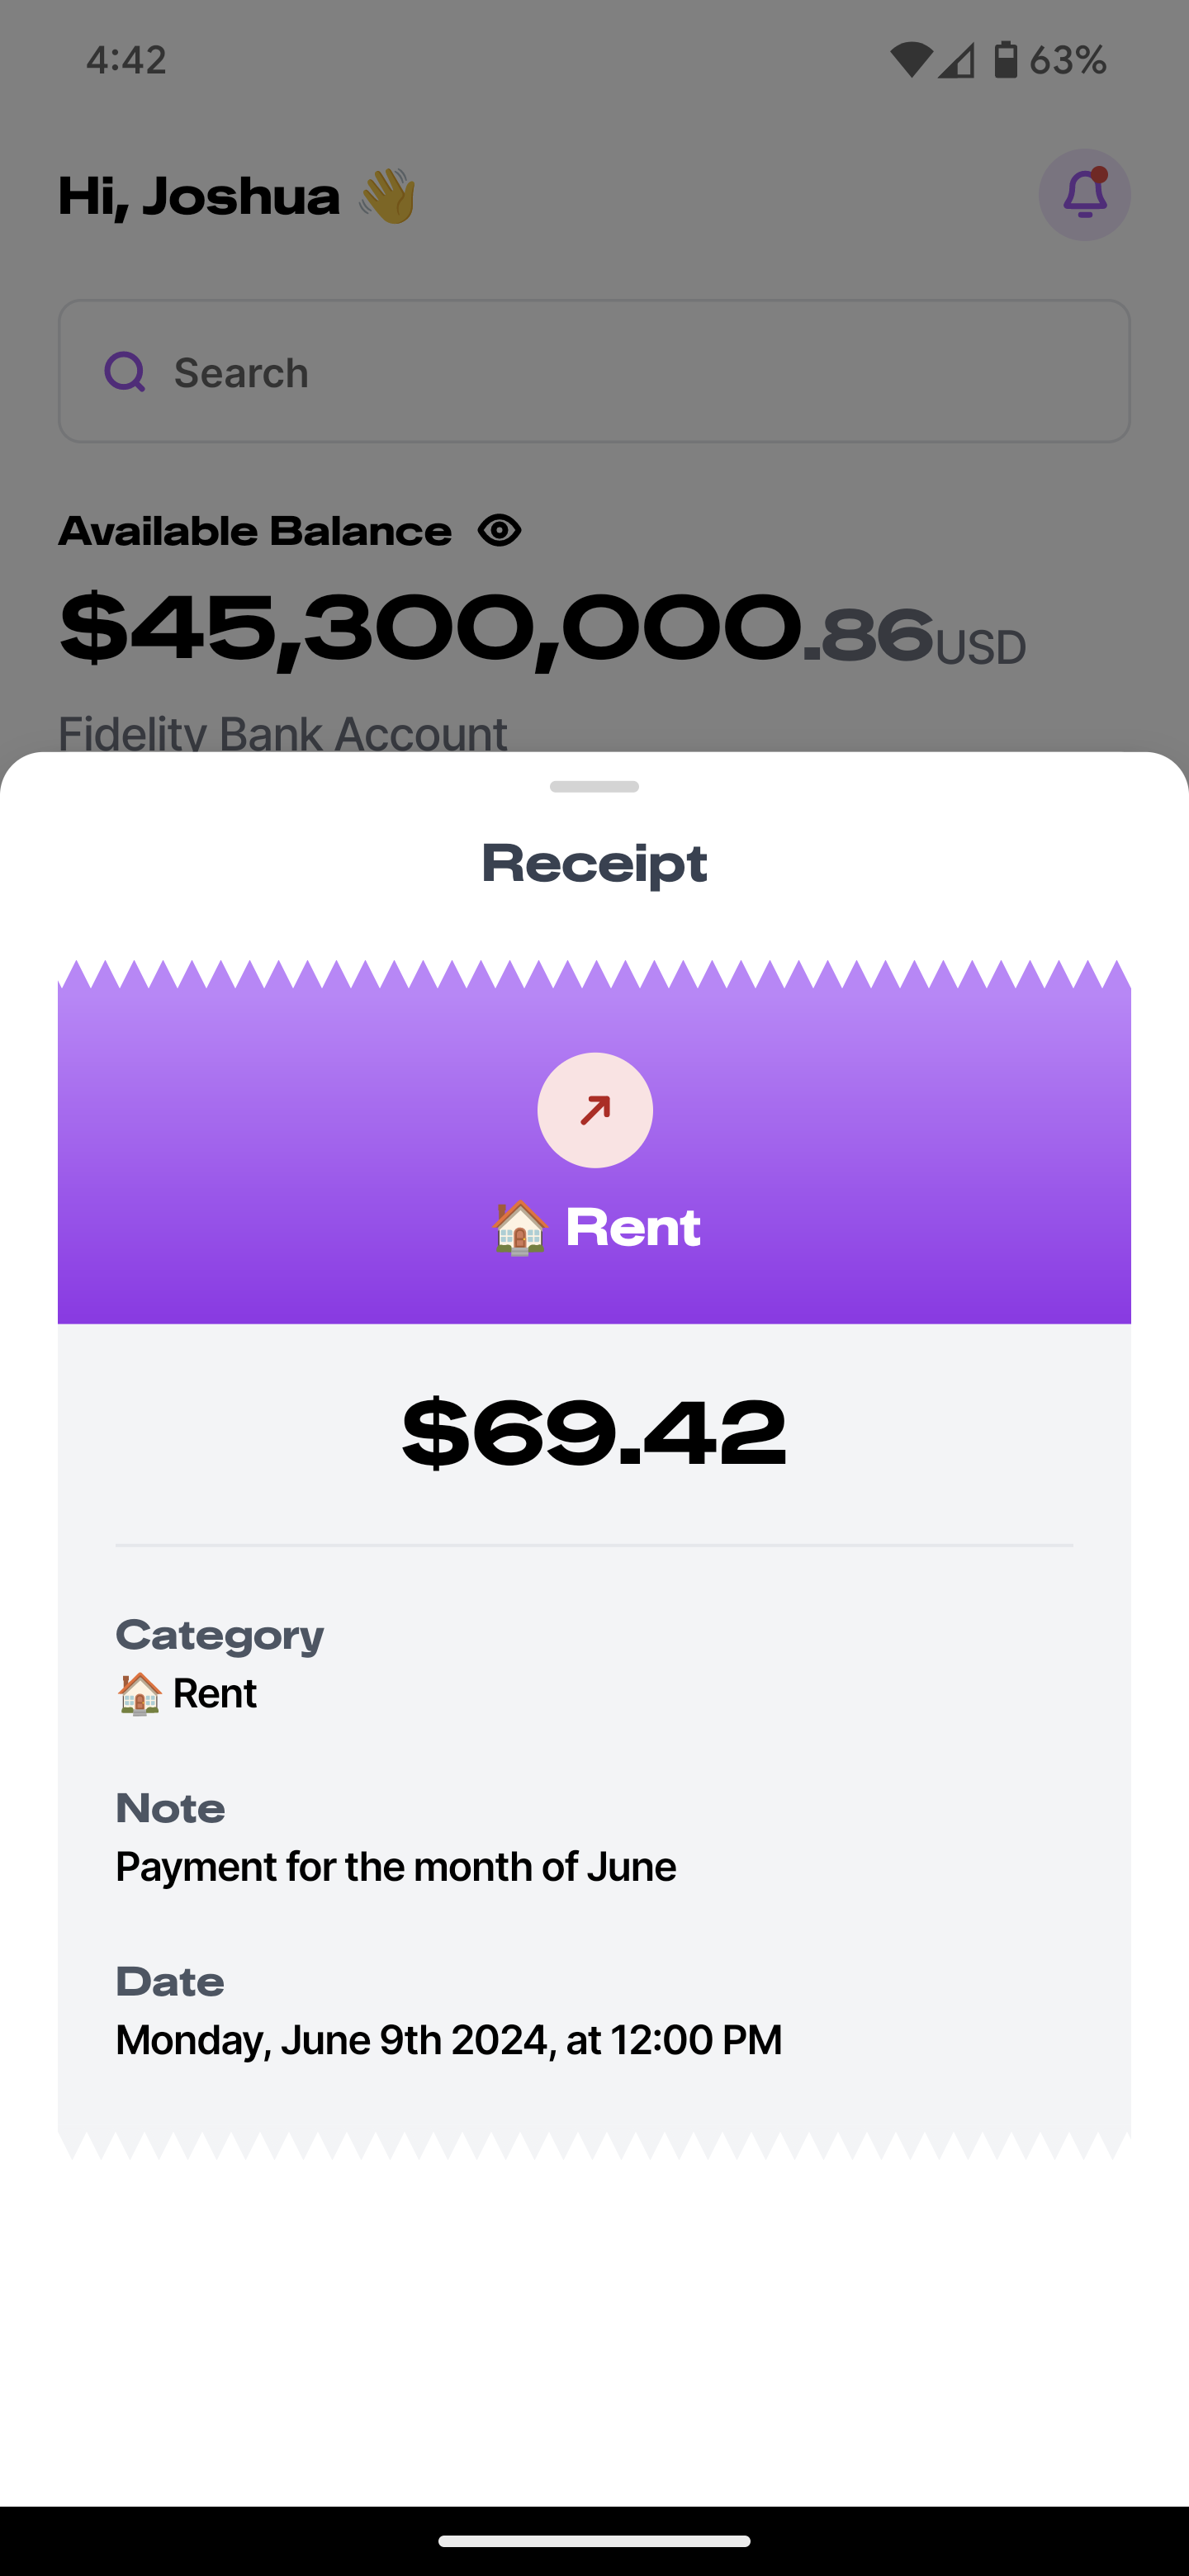 4:42
63%
Hi, Joshua 👋
Search
Available Balance
$45,300,000.86USD
Fidelity Bank Account
Receipt
🏠 Rent
$69.42
Category
🏠 Rent
Note
Payment for the month of June
Date
Monday, June 9th 2024, at 12:00 PM